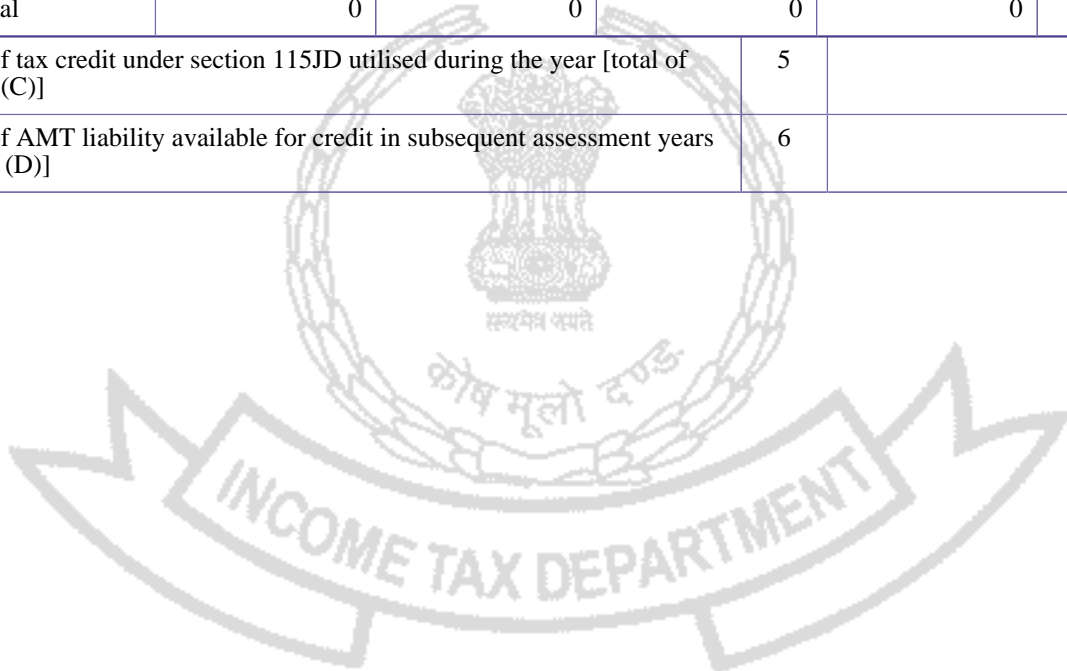 al 0 0 0 0
f tax credit under section 115JD utilised during the year [total of 5
(C)]
f AMT liability available for credit in subsequent assessment years 6
(D)]
सत्यमेव जयते
कोष मूलो दण्डः
INCOME TAX DEPARTMENT